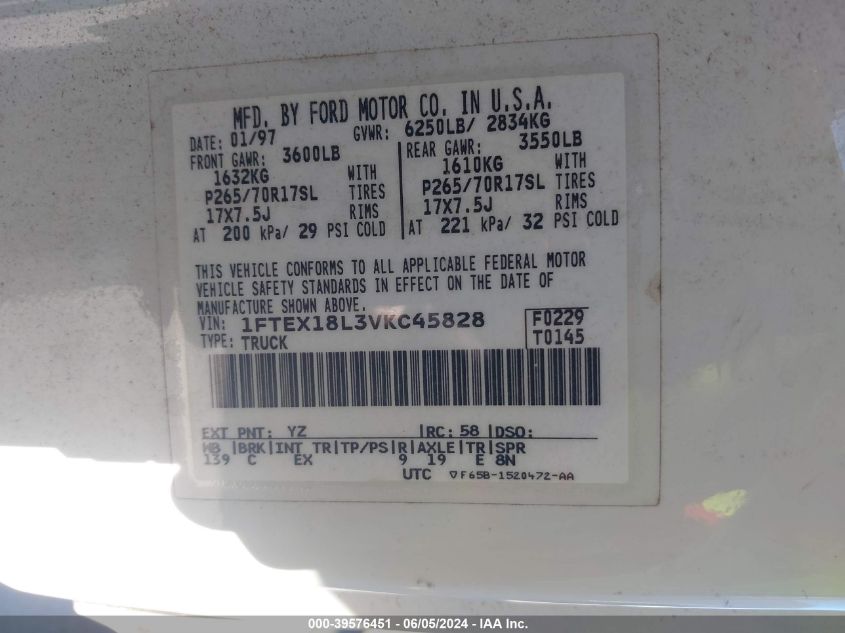 MFD. BY FORD MOTOR CO. IN U.S.A.
DATE: 01/97 GVWR: 6250LB/ 2834KG
FRONT GAWR: 3600LB REAR GAWR: 3550LB
1632KG WITH 1610KG WITH
P265/70R17SL TIRES P265/70R17SL TIRES
17X7.5J RIMS 17X7.5J RIMS
AT 200 kPa/ 29 PSI COLD AT 221 kPa/ 32 PSI COLD
THIS VEHICLE CONFORMS TO ALL APPLICABLE FEDERAL MOTOR
VEHICLE SAFETY STANDARDS IN EFFECT ON THE DATE OF
MANUFACTURE SHOWN ABOVE.
VIN: 1FTEX18L3VKC45828 F0229
TYPE: TRUCK T0145
EXT PNT: YZ RC: 58 DSO:
WB BRK INT TR TP/PS R AXLE TR SPR
139 C EX 9 19 E 8N
UTC F65B-1520472-AA
000-39576451 - 06/05/2024 - © IAA, Inc.